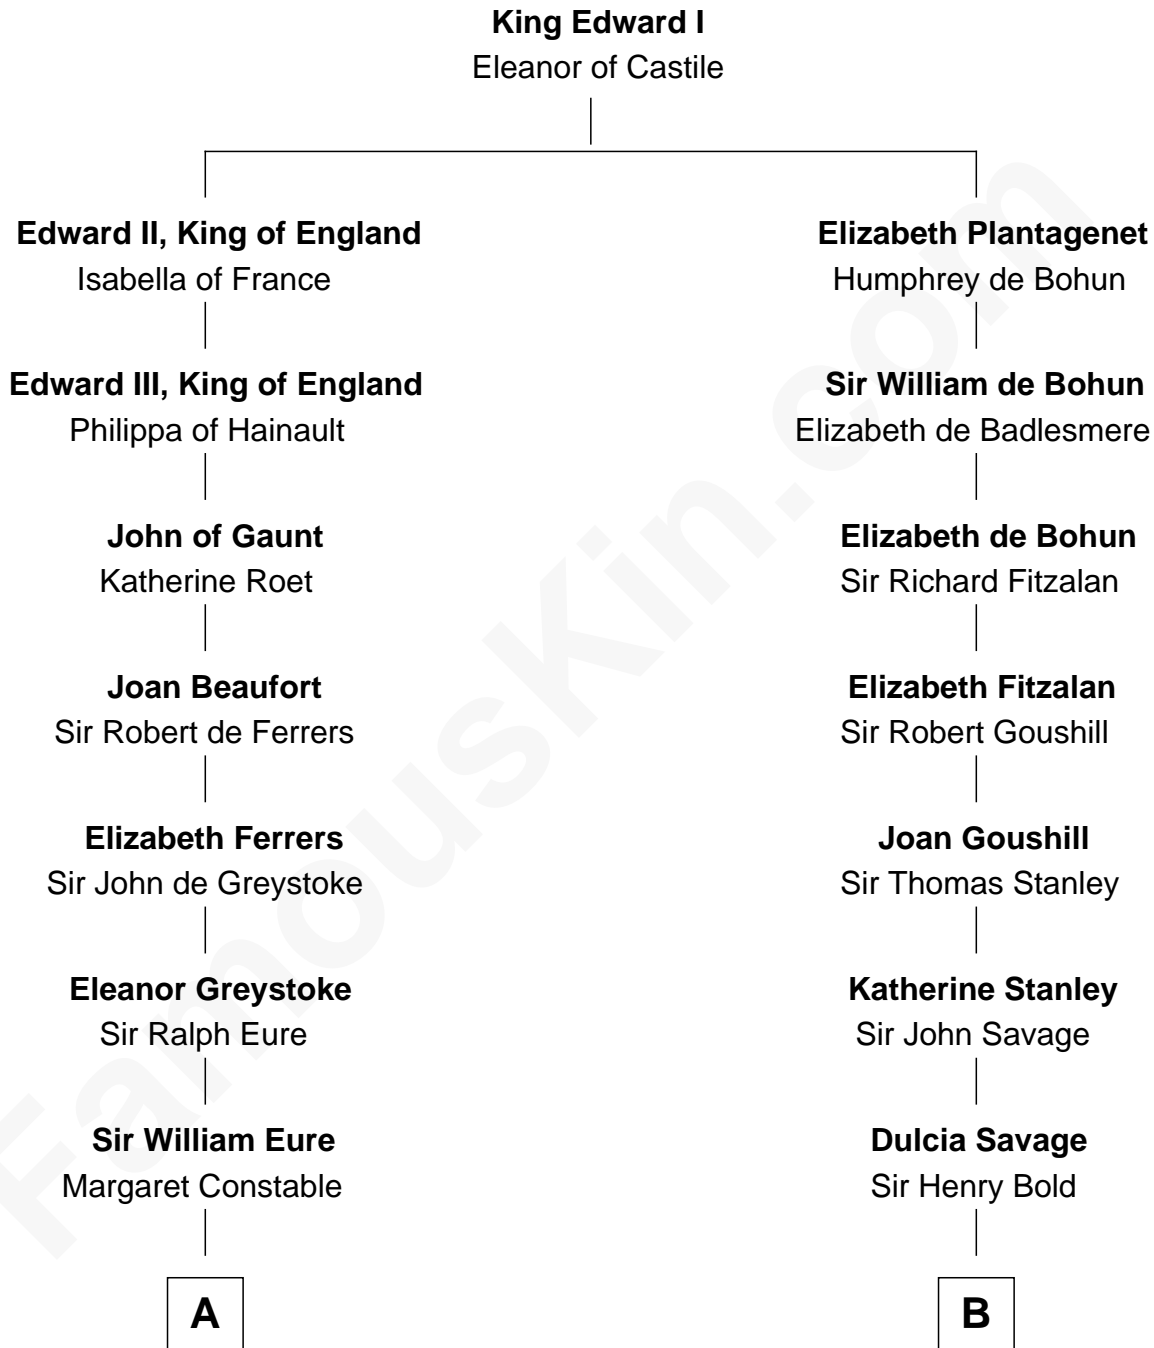 King Edward I
Eleanor of Castile
Edward II, King of England
Isabella of France
Elizabeth Plantagenet
Humphrey de Bohun
Edward III, King of England
Philippa of Hainault
Sir William de Bohun
Elizabeth de Badlesmere
John of Gaunt
Katherine Roet
Elizabeth de Bohun
Sir Richard Fitzalan
Joan Beaufort
Sir Robert de Ferrers
Elizabeth Fitzalan
Sir Robert Goushill
Elizabeth Ferrers
Sir John de Greystoke
Joan Goushill
Sir Thomas Stanley
Eleanor Greystoke
Sir Ralph Eure
Katherine Stanley
Sir John Savage
Sir William Eure
Margaret Constable
Dulcia Savage
Sir Henry Bold
A
B
FamousKin.com